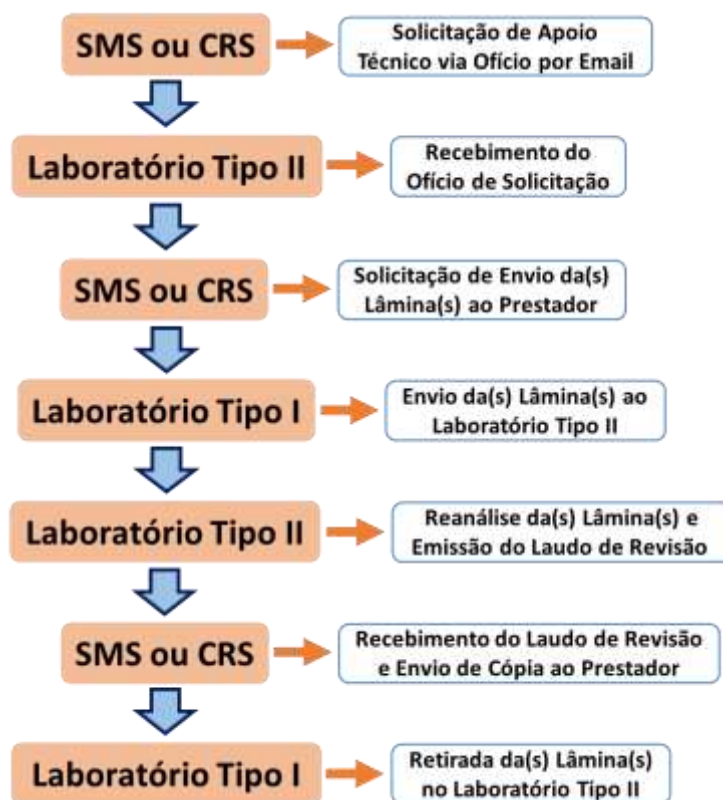 SMS ou CRS
Solicitação de Apoio
Técnico via Ofício por Email
Laboratório Tipo II
Recebimento do
Ofício de Solicitação
SMS ou CRS
Solicitação de Envio da(s)
Lâmina(s) ao Prestador
Laboratório Tipo I
Envio da(s) Lâmina(s) ao
Laboratório Tipo II
Laboratório Tipo II
Reanálise da(s) Lâmina(s) e
Emissão do Laudo de Revisão
SMS ou CRS
Recebimento do Laudo de Revisão
e Envio de Cópia ao Prestador
Laboratório Tipo I
Retirada da(s) Lâmina(s)
no Laboratório Tipo II